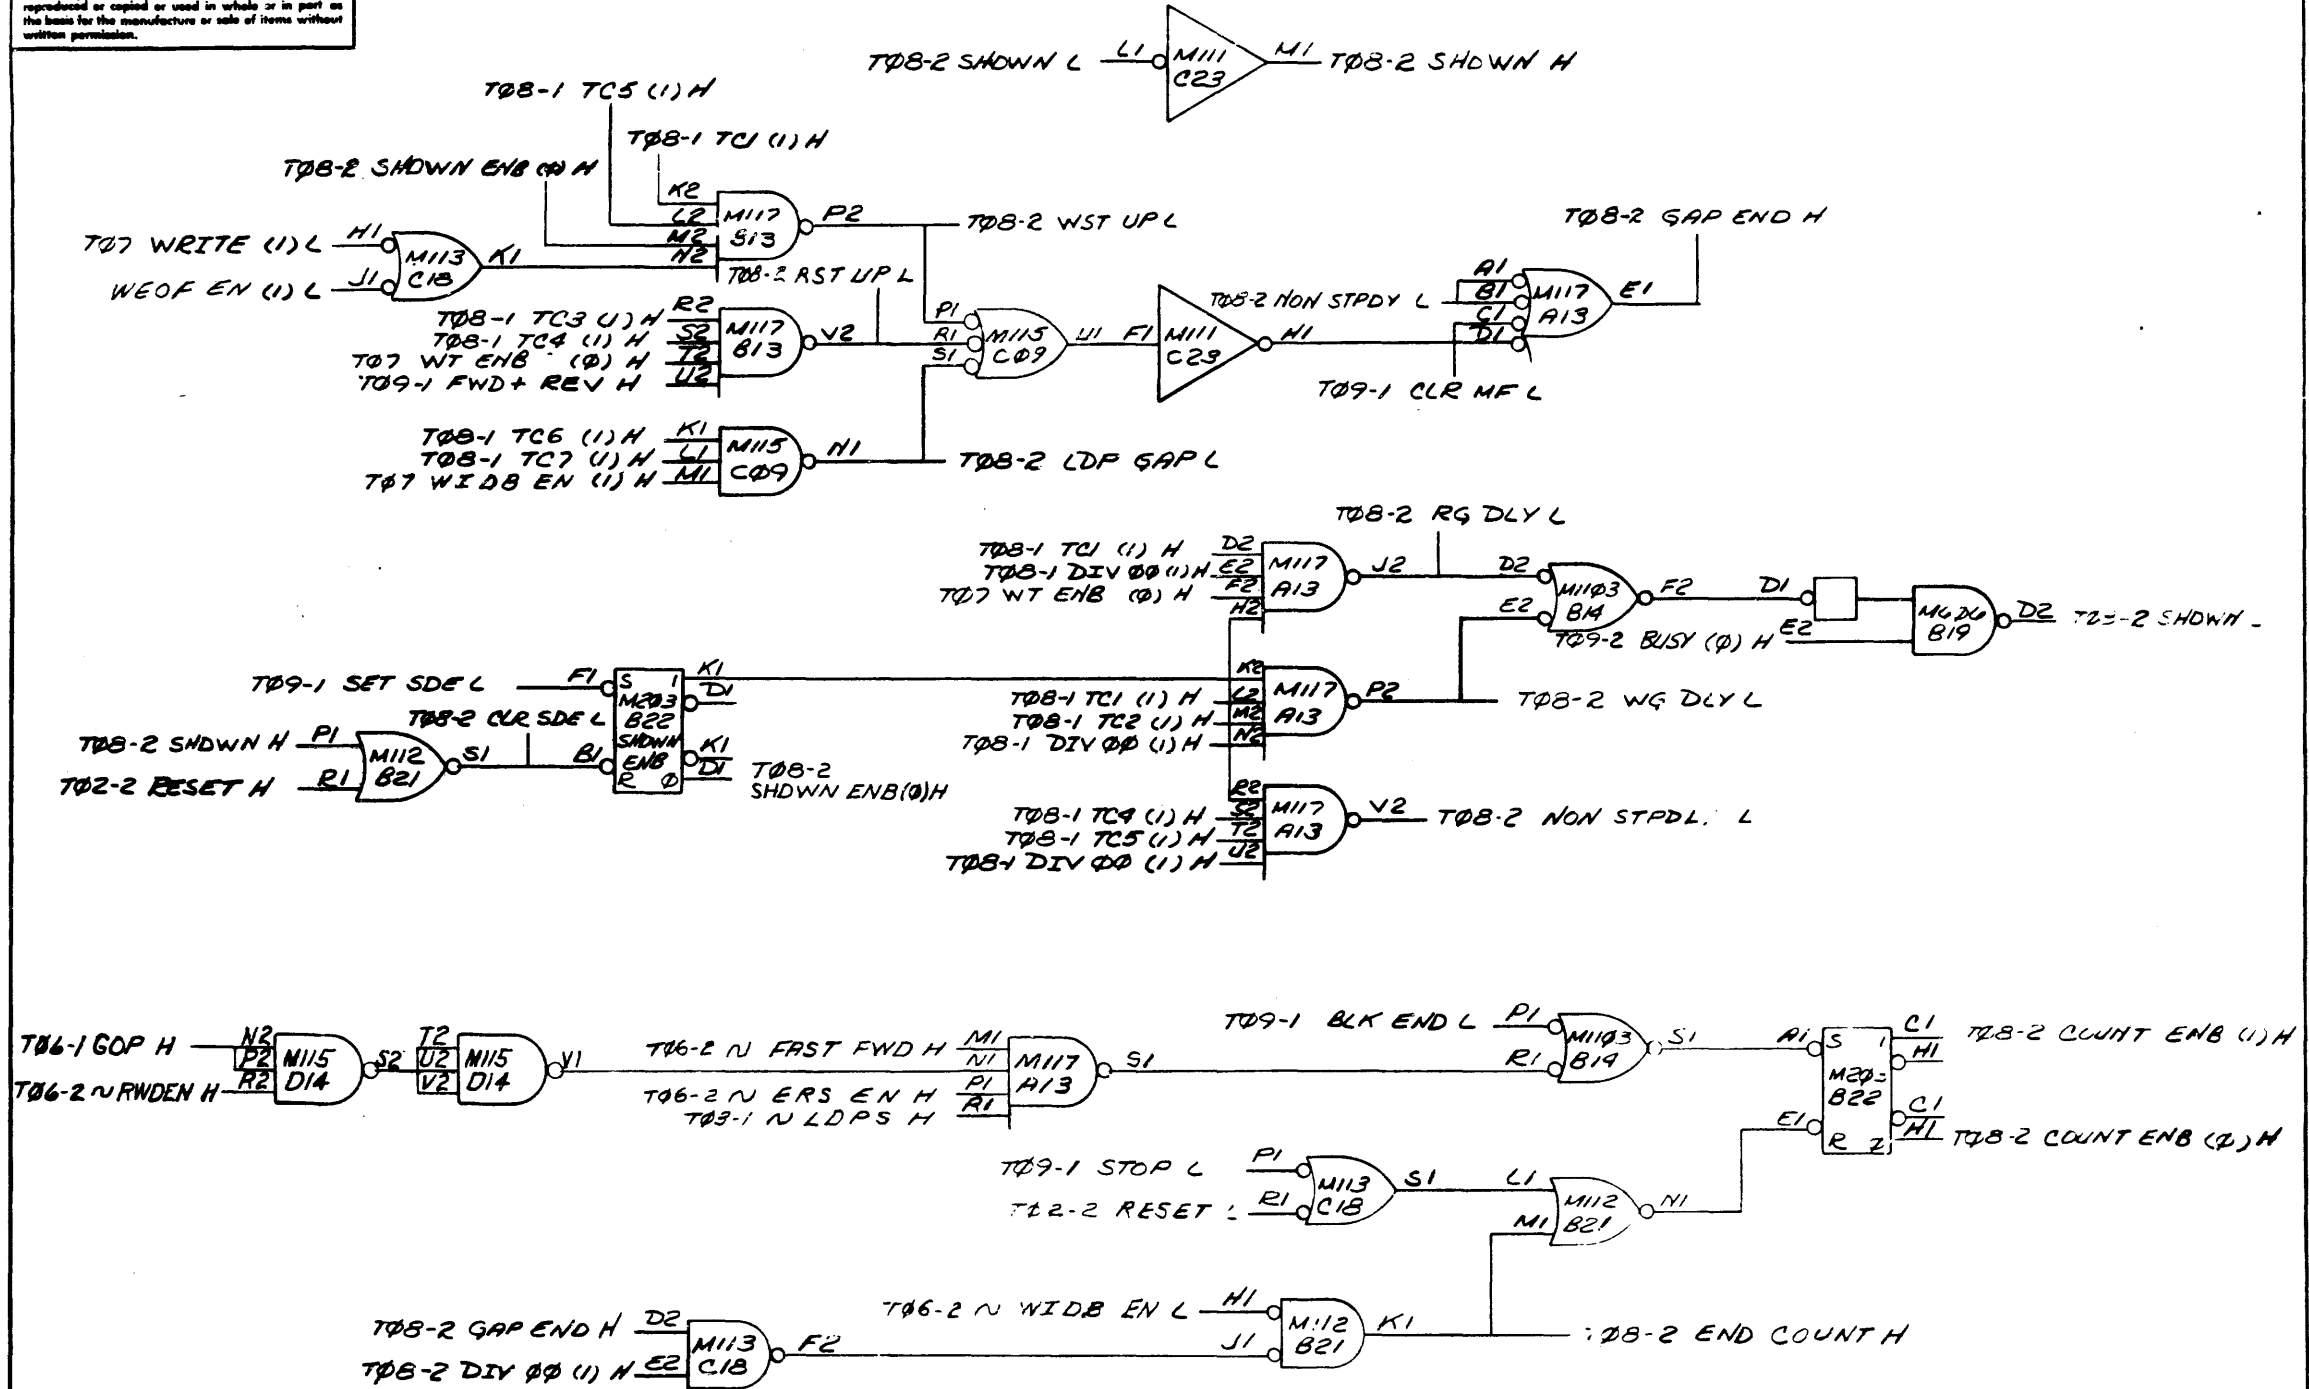 reproduced or copied or used in whole or in part as
the basis for the manufacture or sale of items without
written permission.
TØ8-2 SHDWN L L1 M111 C23 M1 TØ8-2 SHDWN H
TØ8-1 TC5 (1) H
TØ8-1 TC1 (1) H
TØ8-2 SHDWN ENB (Ø) H
TØ7 WRITE (1) L H1
WEOF EN (1) L J1
M113 C18 K1
K2
L2
M2
N2
M117 S13 P2 TØ8-2 WST UP L
TØ8-2 RST UP L
TØ8-1 TC3 (1) H R2
TØ8-1 TC4 (1) H S2
TØ7 WT ENB (Ø) H T2
TØ9-1 FWD + REV H U2
M117 B13 V2
TØ8-1 TC6 (1) H K1
TØ8-1 TC7 (1) H L1
TØ7 WIDB EN (1) H M1
M115 CØ9 N1 TØ8-2 LDP GAP L
P1
R1
S1
M115 CØ9 U1
F1 M111 C23 H1
TØ8-2 NON STPDY L
A1
B1
C1
D1
M117 A13 E1
TØ8-2 GAP END H
TØ9-1 CLR MF L
TØ8-2 RG DLY L
TØ8-1 TC1 (1) H D2
TØ8-1 DIV ØØ (1) H E2
TØ7 WT ENB (Ø) H F2
H2
M117 A13 J2
D2
E2
M11Ø3 B14 F2
D1
TØ9-2 BUSY (Ø) H E2
M6Ø6 B19 D2 -2 SHDWN
TØ9-1 SET SDE L F1
TØ8-2 CLR SDE L
TØ8-2 SHDWN H P1
TØ2-2 RESET H R1
M112 B21 S1
B1
S 1
M2Ø3
B22
SHDWN
ENB
R Ø
K1
D1
K1
D1
TØ8-2
SHDWN ENB(Ø)H
K2
TØ8-1 TC1 (1) H L2
TØ8-1 TC2 (1) H M2
TØ8-1 DIV ØØ (1) H N2
M117 A13 P2 TØ8-2 WG DLY L
R2
TØ8-1 TC4 (1) H S2
TØ8-1 TC5 (1) H T2
TØ8-1 DIV ØØ (1) H U2
M117 A13 V2 TØ8-2 NON STPDL. L
TØ6-1 GOP H N2
P2
TØ6-2 ~ RWDEN H R2
M115 D14 S2
T2
U2
V2
M115 D14 V1
TØ6-2 ~ FAST FWD H M1
N1
TØ6-2 ~ ERS EN H P1
TØ3-1 ~ LDPS H R1
M117 A13 S1
TØ9-1 BLK END L P1
R1
M11Ø3 B14 S1
A1
E1
S 1
B22
R
C1 TØ8-2 COUNT ENB (1) H
H1
C1
H1 TØ8-2 COUNT ENB (Ø) H
TØ9-1 STOP L P1
-2 RESET R1
M113 C18 S1
L1
M1
M112 B21 N1
TØ6-2 ~ WIDB EN L H1
J1
M112 B21 K1
TØ8-2 END COUNT H
TØ8-2 GAP END H D2
TØ8-2 DIV ØØ (1) H E2
M113 C18 F2